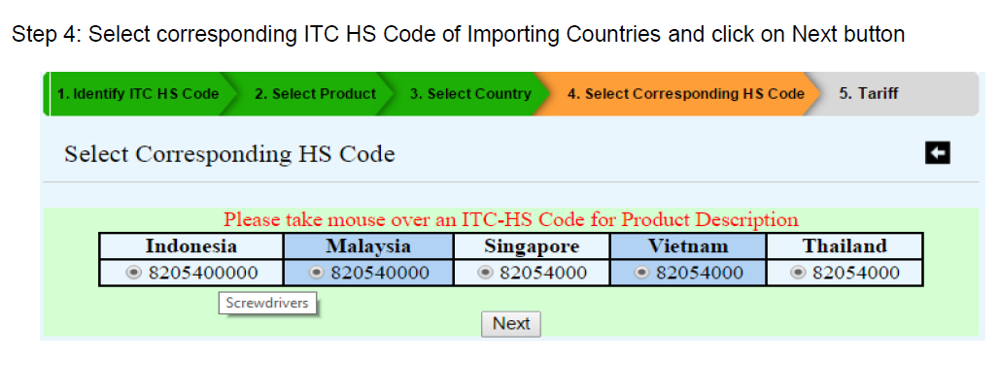 Step 4: Select corresponding ITC HS Code of Importing Countries and click on Next button
1. Identify ITC HS Code 2. Select Product 3. Select Country 4. Select Corresponding HS Code 5. Tariff
Select Corresponding HS Code
Please take mouse over an ITC-HS Code for Product Description
Indonesia Malaysia Singapore Vietnam Thailand
8205400000 820540000 82054000 82054000 82054000
Screwdrivers
Next